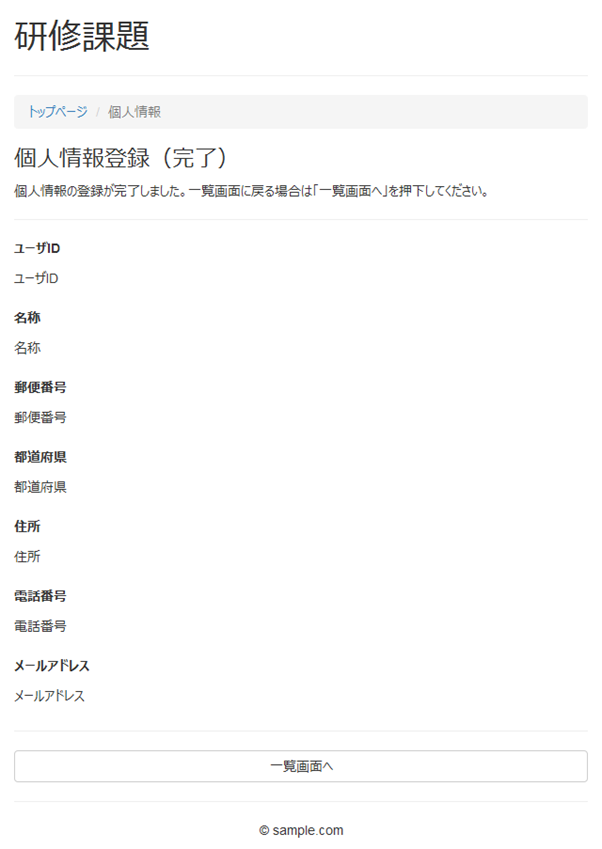 研修課題
トップページ / 個人情報
個人情報登録（完了）
個人情報の登録が完了しました。一覧画面に戻る場合は「一覧画面へ」を押下してください。
ユーザID
ユーザID
名称
名称
郵便番号
郵便番号
都道府県
都道府県
住所
住所
電話番号
電話番号
メールアドレス
メールアドレス
一覧画面へ
© sample.com